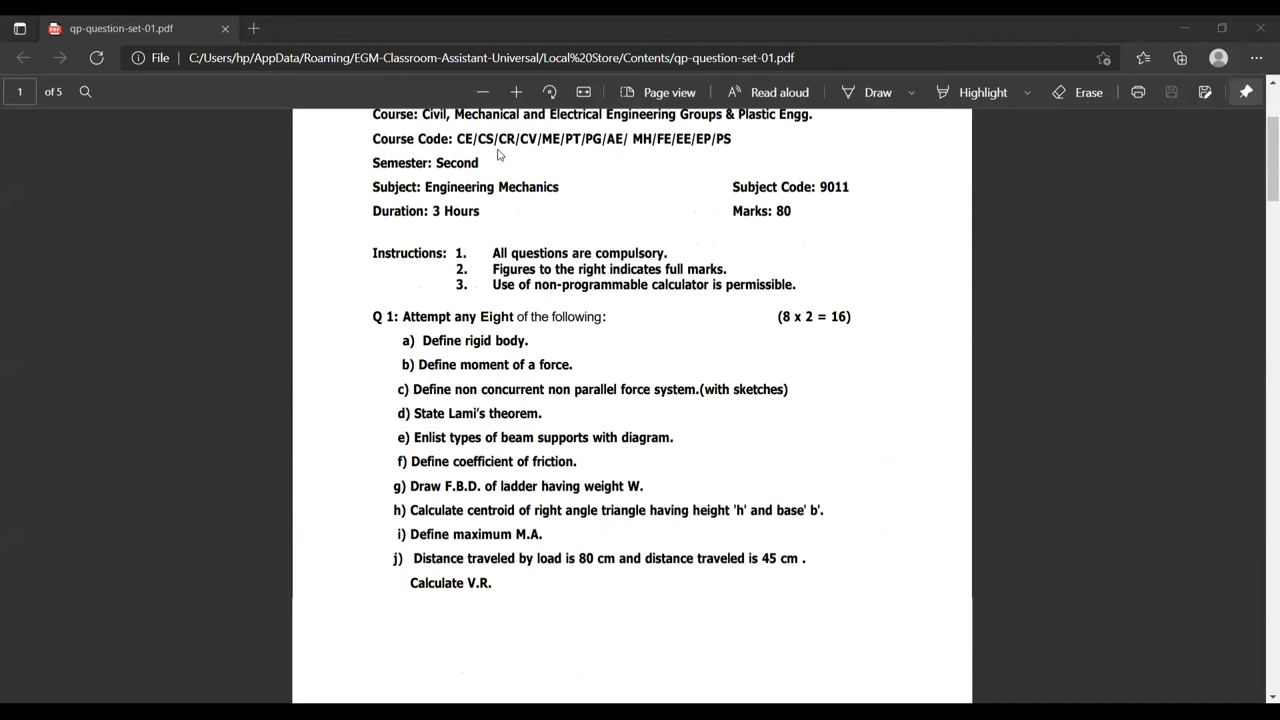 qp-question-set-01.pdf
File C:/Users/hp/AppData/Roaming/EGM-Classroom-Assistant-Universal/Local%20Store/Contents/qp-question-set-01.pdf
1 of 5 Page view Read aloud Draw Highlight Erase
Course: Civil, Mechanical and Electrical Engineering Groups & Plastic Engg.
Course Code: CE/CS/CR/CV/ME/PT/PG/AE/ MH/FE/EE/EP/PS
Semester: Second
Subject: Engineering Mechanics Subject Code: 9011
Duration: 3 Hours Marks: 80
Instructions: 1. All questions are compulsory.
2. Figures to the right indicates full marks.
3. Use of non-programmable calculator is permissible.
Q 1: Attempt any Eight of the following: (8 x 2 = 16)
a) Define rigid body.
b) Define moment of a force.
c) Define non concurrent non parallel force system.(with sketches)
d) State Lami's theorem.
e) Enlist types of beam supports with diagram.
f) Define coefficient of friction.
g) Draw F.B.D. of ladder having weight W.
h) Calculate centroid of right angle triangle having height 'h' and base' b'.
i) Define maximum M.A.
j) Distance traveled by load is 80 cm and distance traveled is 45 cm .
Calculate V.R.